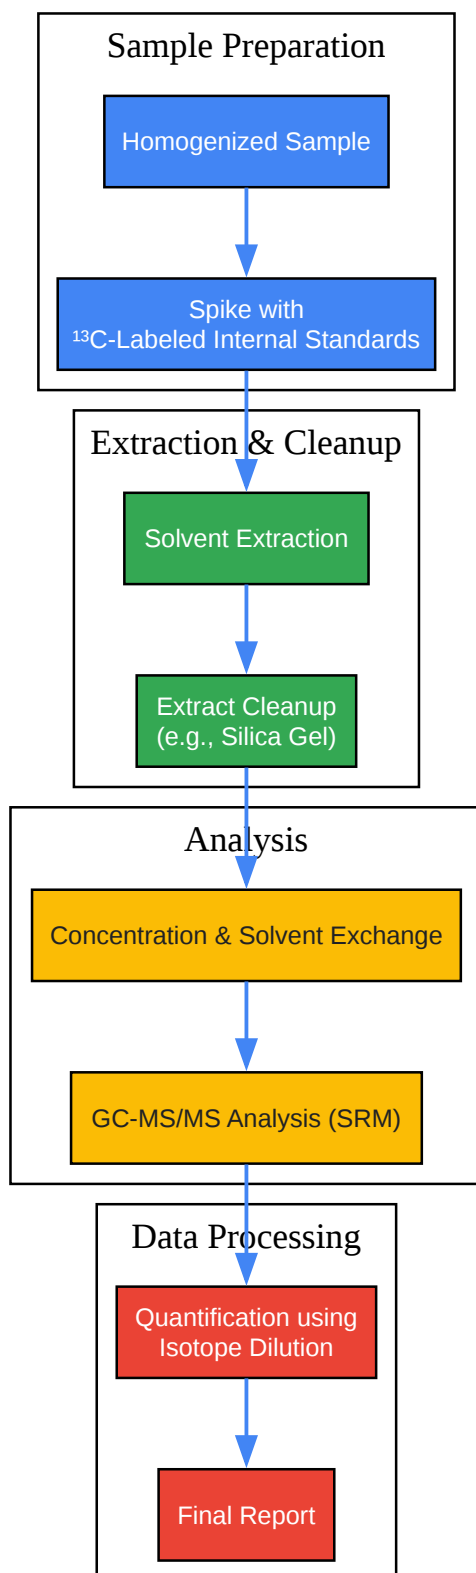 Sample Preparation
Homogenized Sample
Spike with
¹³C-Labeled Internal Standards
Extraction & Cleanup
Solvent Extraction
Extract Cleanup
(e.g., Silica Gel)
Analysis
Concentration & Solvent Exchange
GC-MS/MS Analysis (SRM)
Data Processing
Quantification using
Isotope Dilution
Final Report